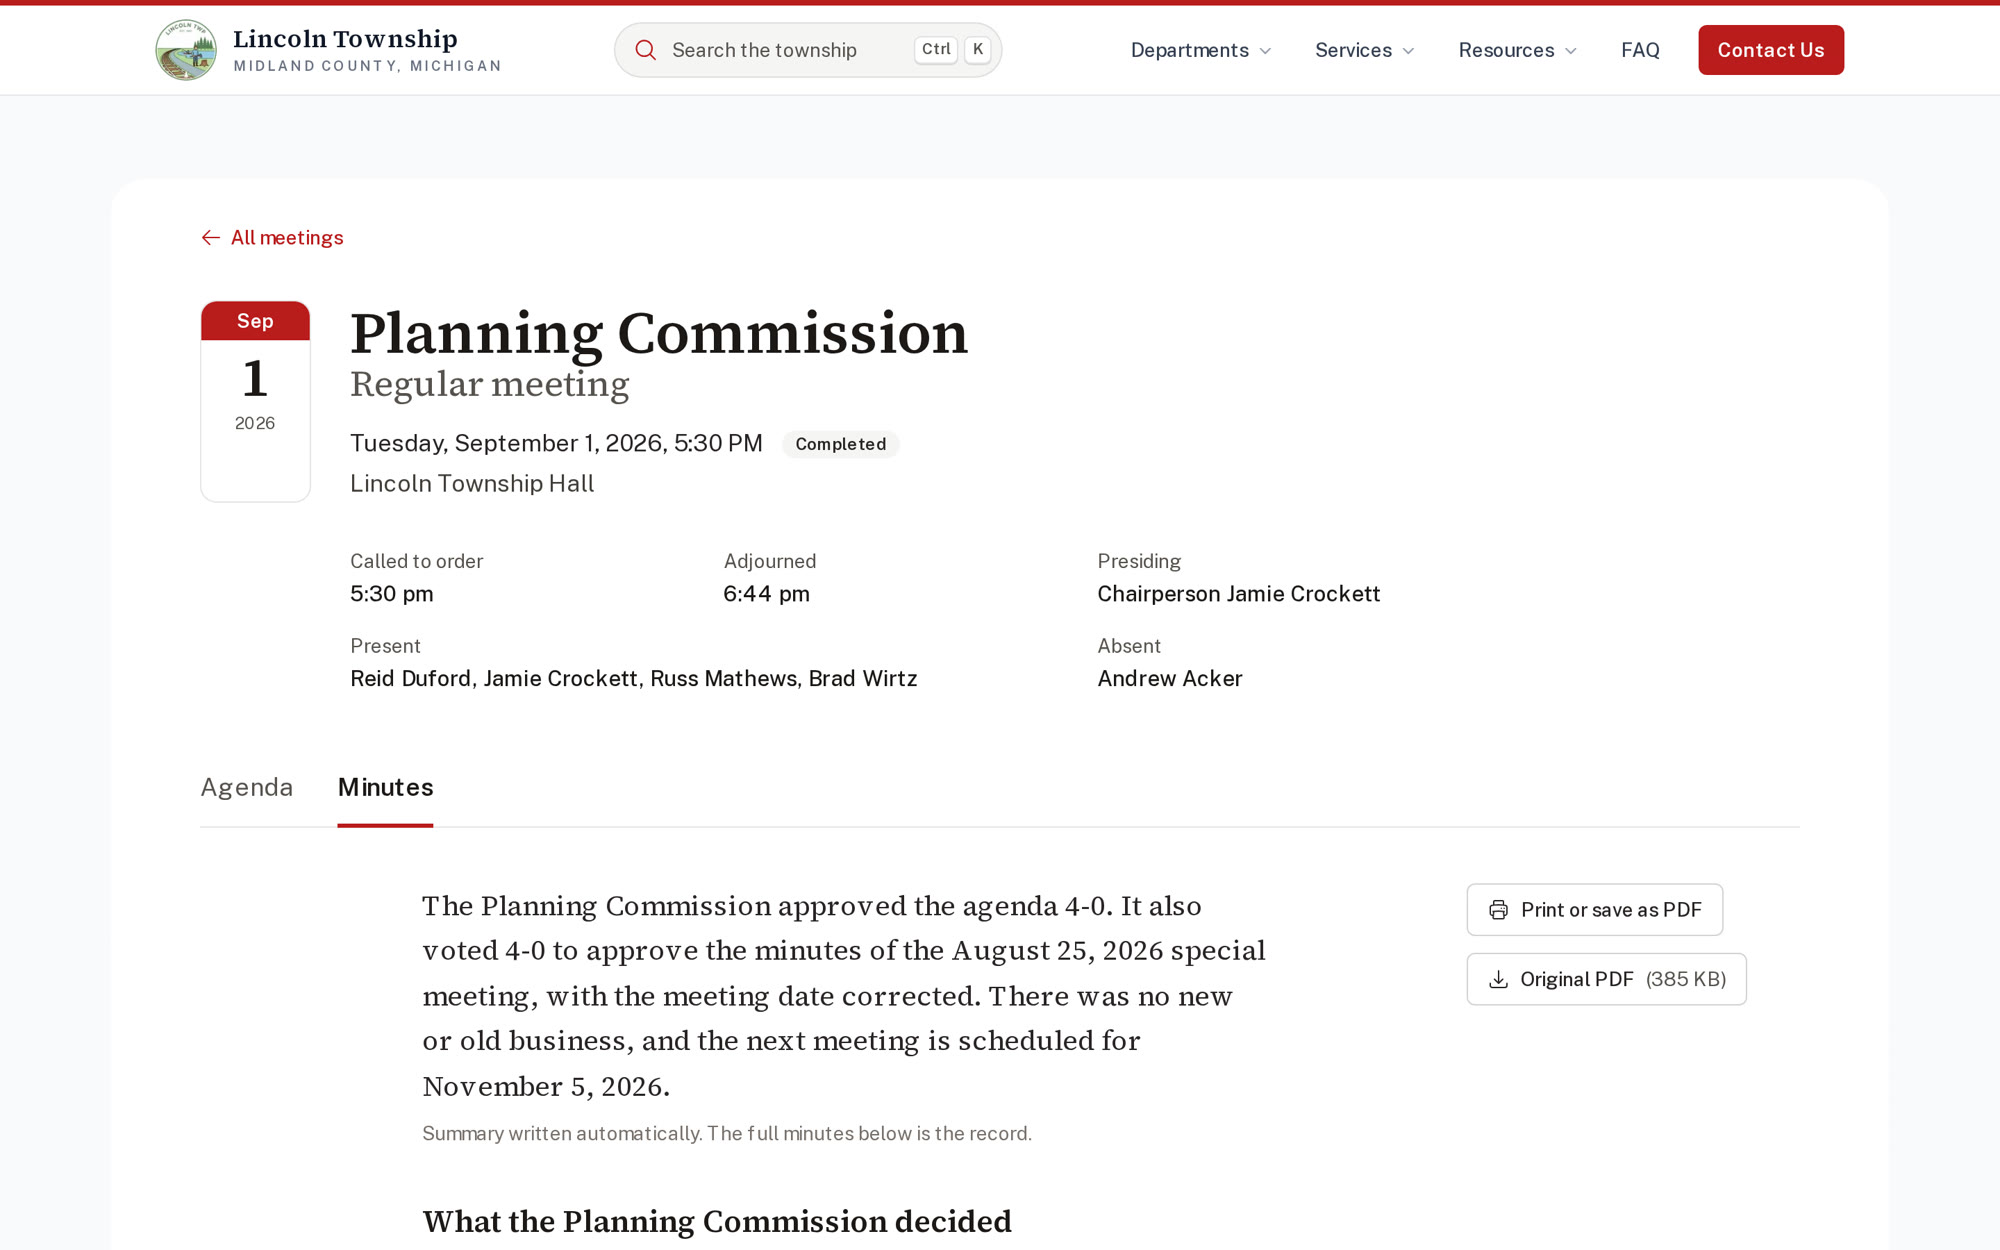 LINCOLN TWP
Lincoln Township
MIDLAND COUNTY, MICHIGAN
Search the township
Ctrl
K
Departments
Services
Resources
FAQ
Contact Us
All meetings
Sep
1
2026
Planning Commission
Regular meeting
Tuesday, September 1, 2026, 5:30 PM
Completed
Lincoln Township Hall
Called to order
5:30 pm
Adjourned
6:44 pm
Presiding
Chairperson Jamie Crockett
Present
Reid Duford, Jamie Crockett, Russ Mathews, Brad Wirtz
Absent
Andrew Acker
Agenda
Minutes
The Planning Commission approved the agenda 4-0. It also
voted 4-0 to approve the minutes of the August 25, 2026 special
meeting, with the meeting date corrected. There was no new
or old business, and the next meeting is scheduled for
November 5, 2026.
Summary written automatically. The full minutes below is the record.
Print or save as PDF
Original PDF (385 KB)
What the Planning Commission decided